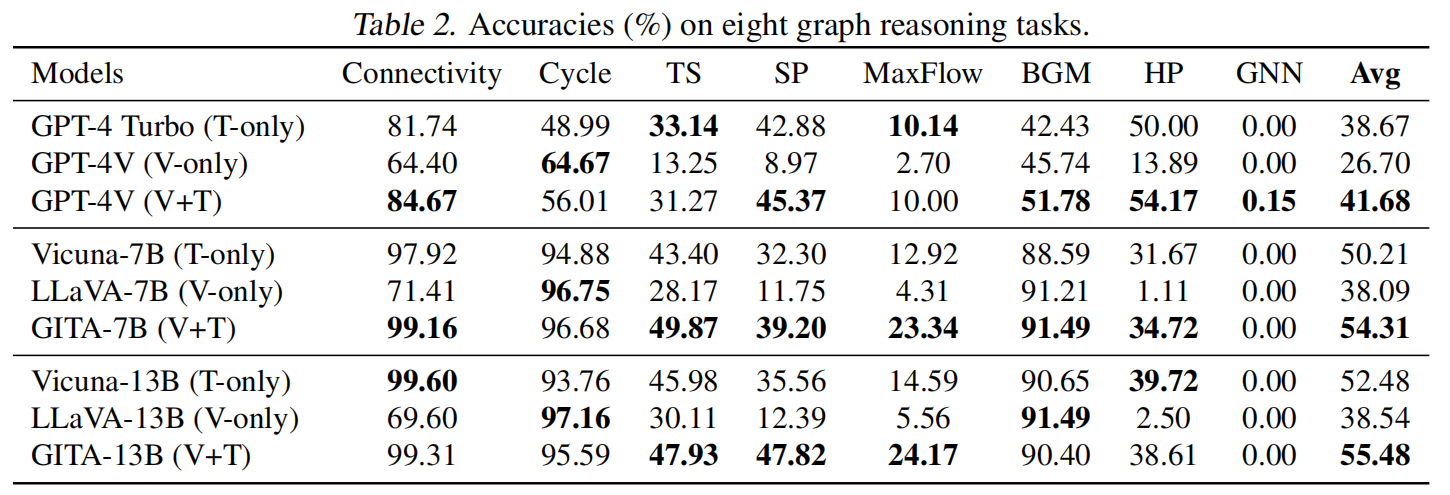 Table 2. Accuracies (%) on eight graph reasoning tasks.
Models Connectivity Cycle TS SP MaxFlow BGM HP GNN Avg
GPT-4 Turbo (T-only) 81.74 48.99 33.14 42.88 10.14 42.43 50.00 0.00 38.67
GPT-4V (V-only) 64.40 64.67 13.25 8.97 2.70 45.74 13.89 0.00 26.70
GPT-4V (V+T) 84.67 56.01 31.27 45.37 10.00 51.78 54.17 0.15 41.68
Vicuna-7B (T-only) 97.92 94.88 43.40 32.30 12.92 88.59 31.67 0.00 50.21
LLaVA-7B (V-only) 71.41 96.75 28.17 11.75 4.31 91.21 1.11 0.00 38.09
GITA-7B (V+T) 99.16 96.68 49.87 39.20 23.34 91.49 34.72 0.00 54.31
Vicuna-13B (T-only) 99.60 93.76 45.98 35.56 14.59 90.65 39.72 0.00 52.48
LLaVA-13B (V-only) 69.60 97.16 30.11 12.39 5.56 91.49 2.50 0.00 38.54
GITA-13B (V+T) 99.31 95.59 47.93 47.82 24.17 90.40 38.61 0.00 55.48